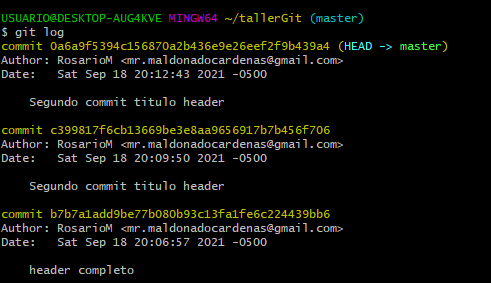 USUARIO@DESKTOP-AUG4KVE MINGW64 ~/tallerGit (master)
$ git log
commit 0a6a9f5394c156870a2b436e9e26eef2f9b439a4 (HEAD -> master)
Author: RosarioM <mr.maldonadocardenas@gmail.com>
Date:   Sat Sep 18 20:12:43 2021 -0500
    Segundo commit titulo header
commit c399817f6cb13669be3e8aa9656917b7b456f706
Author: RosarioM <mr.maldonadocardenas@gmail.com>
Date:   Sat Sep 18 20:09:50 2021 -0500
    Segundo commit titulo header
commit b7b7a1add9be77b080b93c13fa1fe6c224439bb6
Author: RosarioM <mr.maldonadocardenas@gmail.com>
Date:   Sat Sep 18 20:06:57 2021 -0500
    header completo